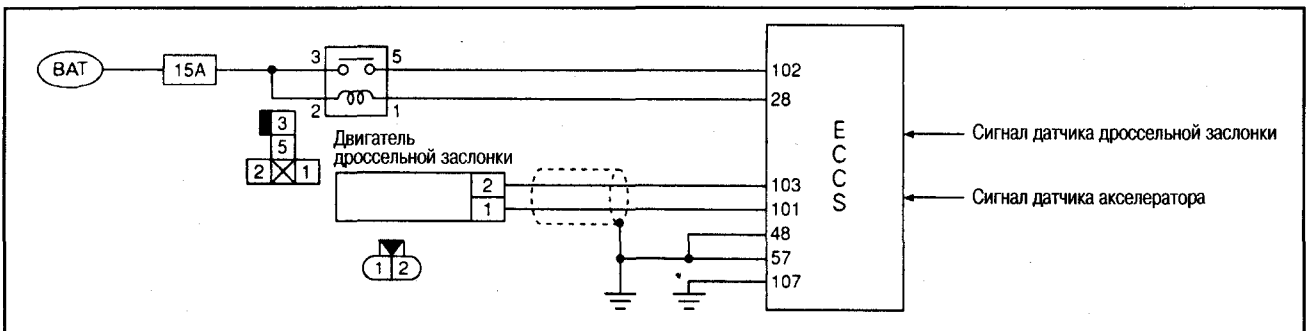 BAT
15A
3
5
2
1
102
28
3
5
2
1
Двигатель
дроссельной заслонки
2
1
1 2
103
101
48
57
107
E
C
C
S
Сигнал датчика дроссельной заслонки
Сигнал датчика акселератора